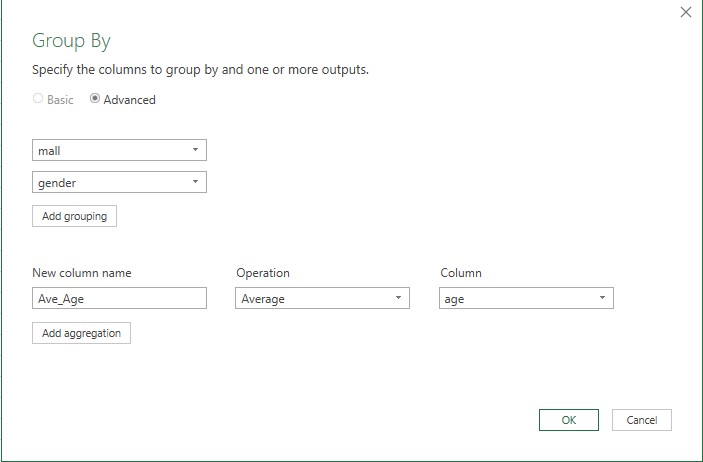 Group By
Specify the columns to group by and one or more outputs.
Basic Advanced
mall
gender
Add grouping
New column name Operation Column
Ave_Age Average age
Add aggregation
OK Cancel